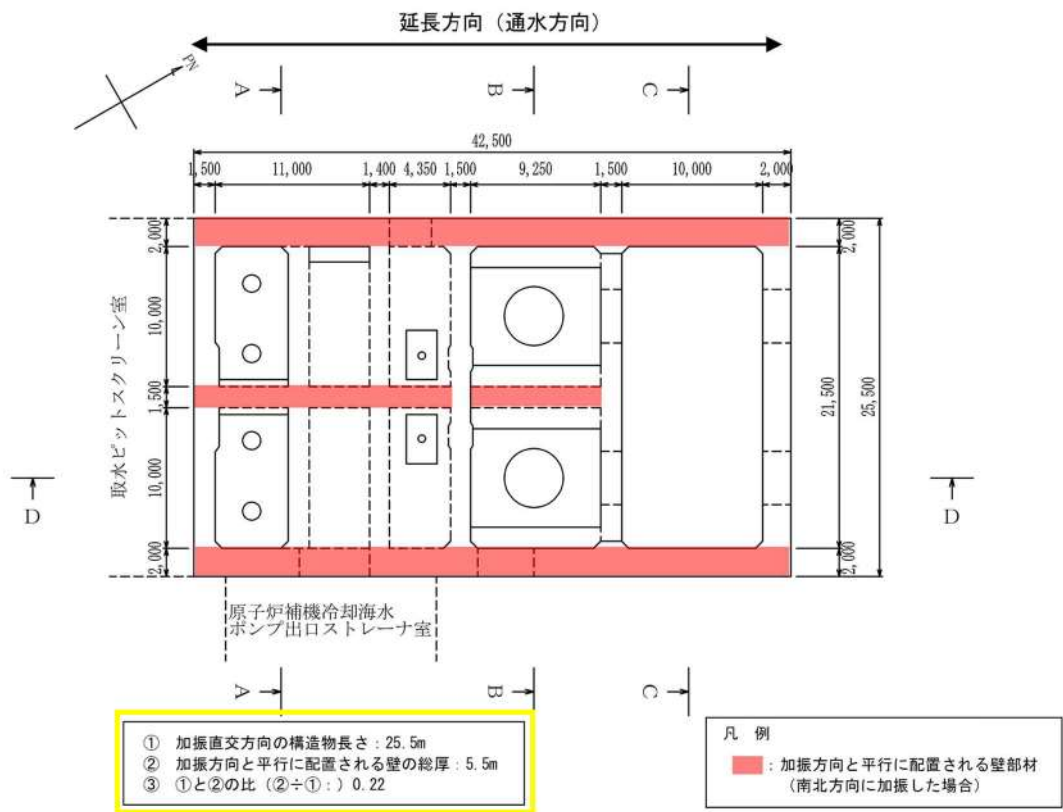 延長方向（通水方向）
PN
A
B
C
42,500
1,500
11,000
1,400
4,350
1,500
9,250
1,500
10,000
2,000
2,000
10,000
1,500
10,000
2,000
2,000
21,500
2,000
25,500
取水ピットスクリーン室
D
D
原子炉補機冷却海水
ポンプ出口ストレーナ室
A
B
C
① 加振直交方向の構造物長さ：25.5m
② 加振方向と平行に配置される壁の総厚：5.5m
③ ①と②の比（②÷①：）0.22
凡 例
：加振方向と平行に配置される壁部材
（南北方向に加振した場合）